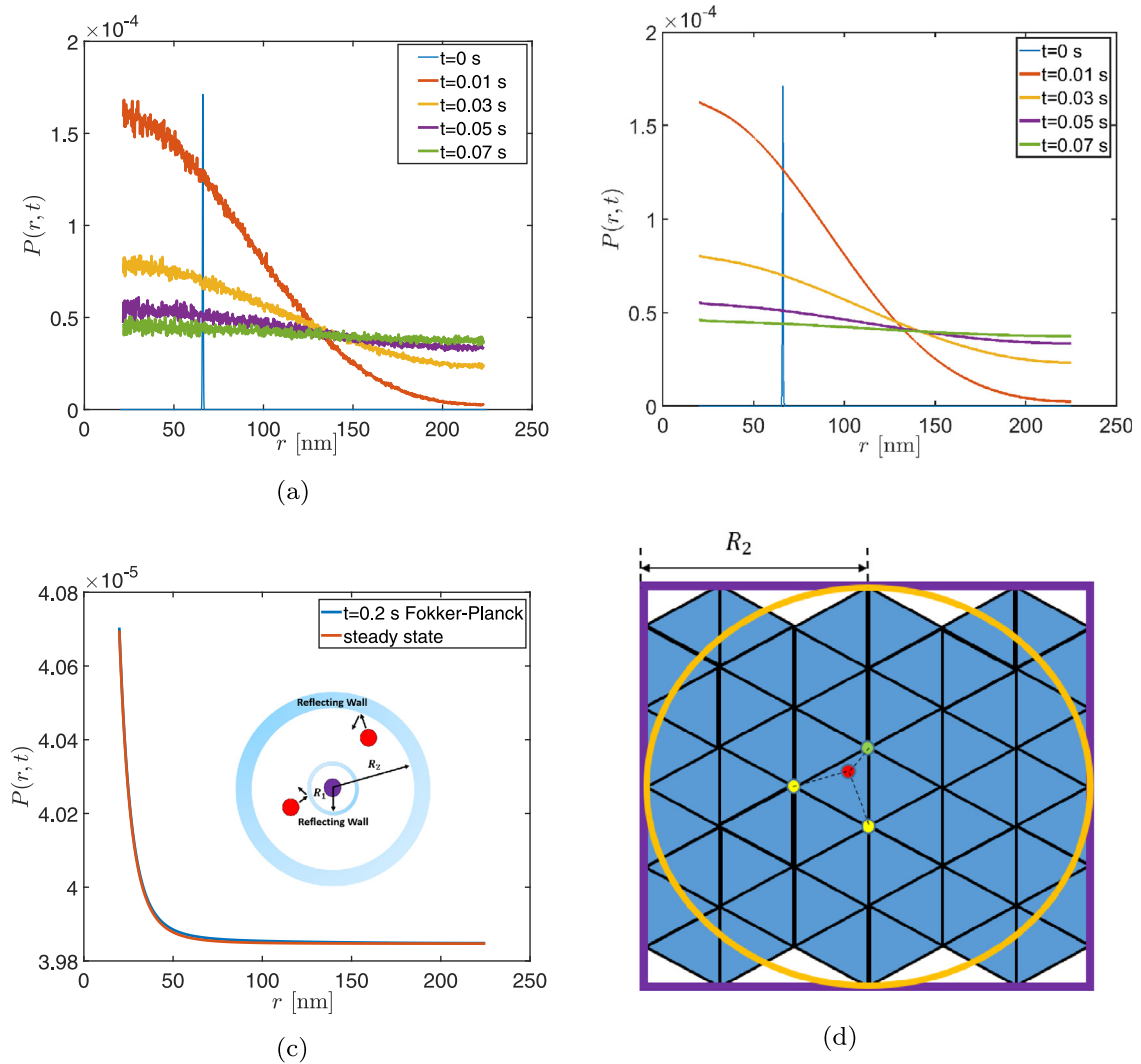 ×10⁻⁴
2
1.5
1
0.5
0
0 50 100 150 200 250
P(r, t)
r [nm]
t=0 s
t=0.01 s
t=0.03 s
t=0.05 s
t=0.07 s
(a)
×10⁻⁴
2
1.5
1
0.5
0
0 50 100 150 200 250
P(r, t)
r [nm]
t=0 s
t=0.01 s
t=0.03 s
t=0.05 s
t=0.07 s
×10⁻⁵
4.08
4.06
4.04
4.02
4
3.98
0 50 100 150 200 250
P(r, t)
r [nm]
t=0.2 s Fokker-Planck
steady state
Reflecting Wall
R₂
R₁
Reflecting Wall
(c)
R₂
(d)